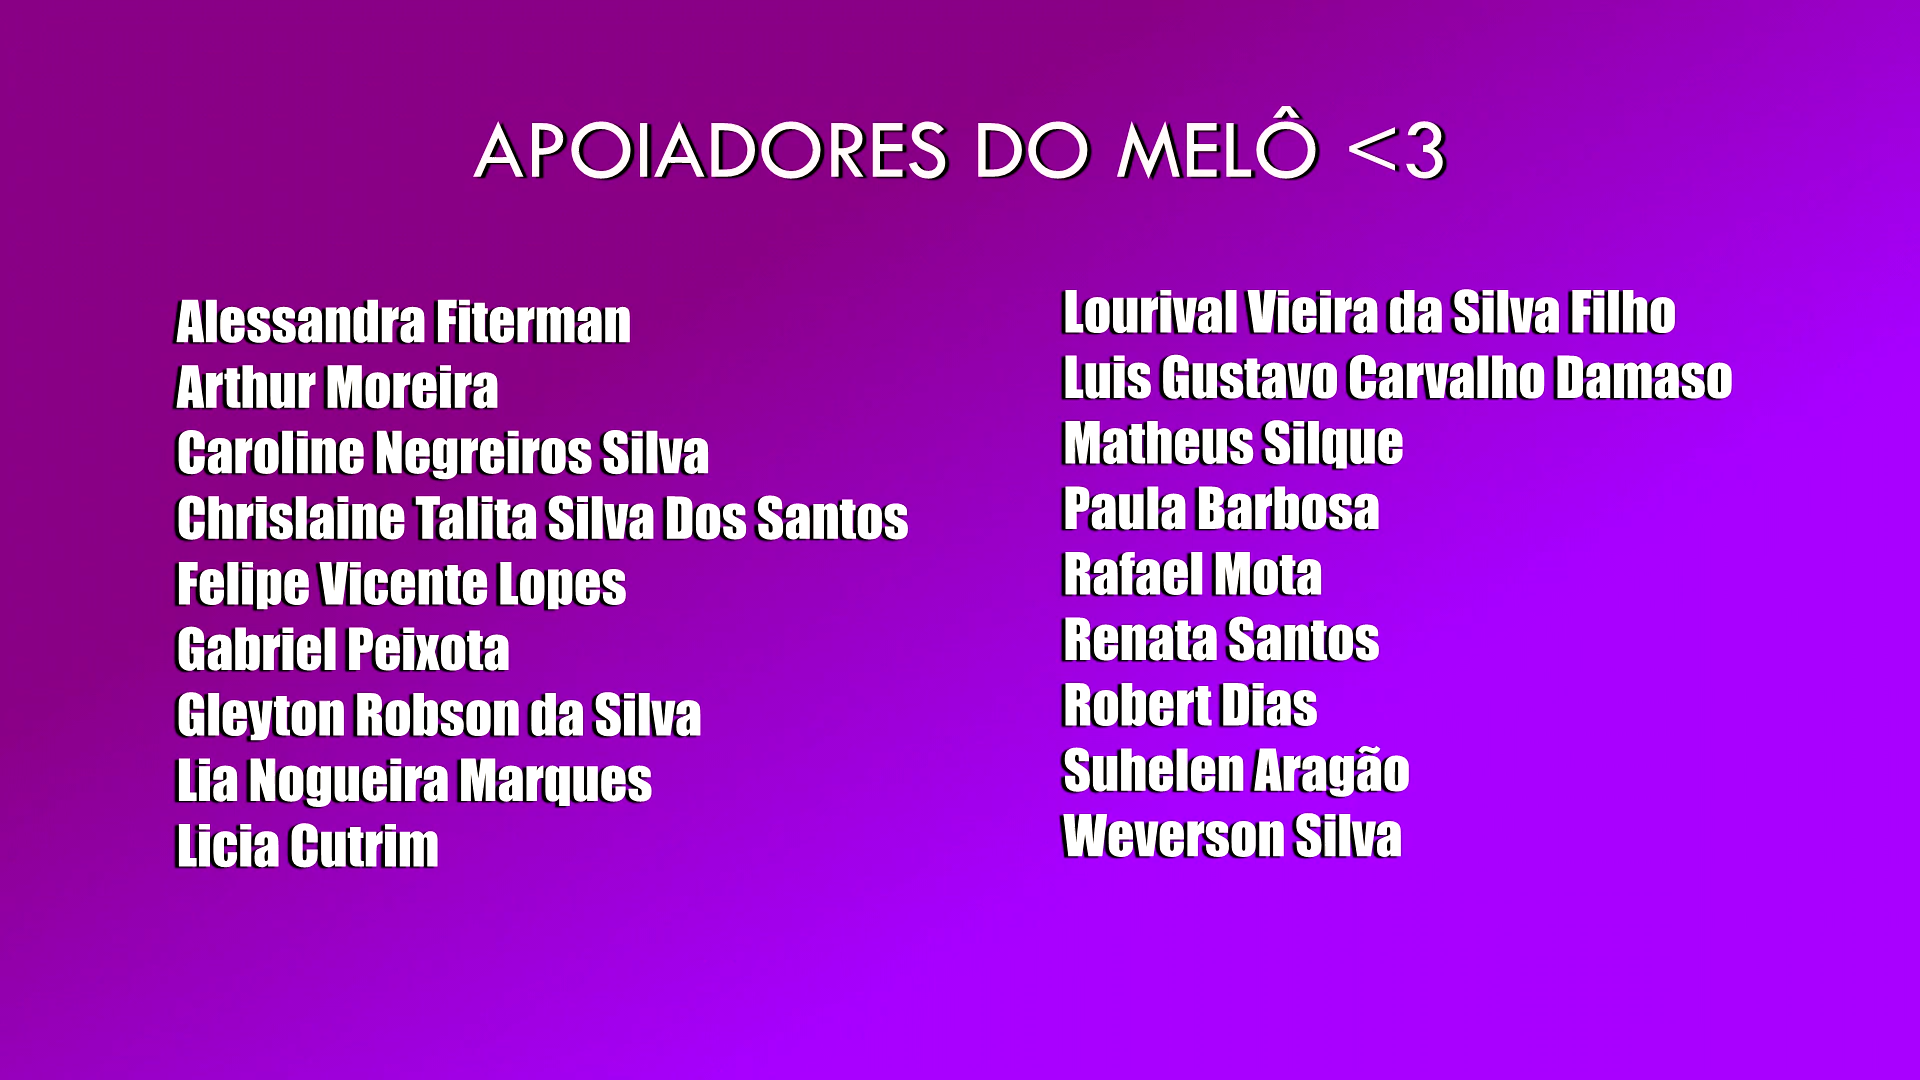 APOIADORES DO MELÔ <3
Alessandra Fiterman
Arthur Moreira
Caroline Negreiros Silva
Chrislaine Talita Silva Dos Santos
Felipe Vicente Lopes
Gabriel Peixota
Gleyton Robson da Silva
Lia Nogueira Marques
Licia Cutrim
Lourival Vieira da Silva Filho
Luis Gustavo Carvalho Damaso
Matheus Silque
Paula Barbosa
Rafael Mota
Renata Santos
Robert Dias
Suhelen Aragão
Weverson Silva